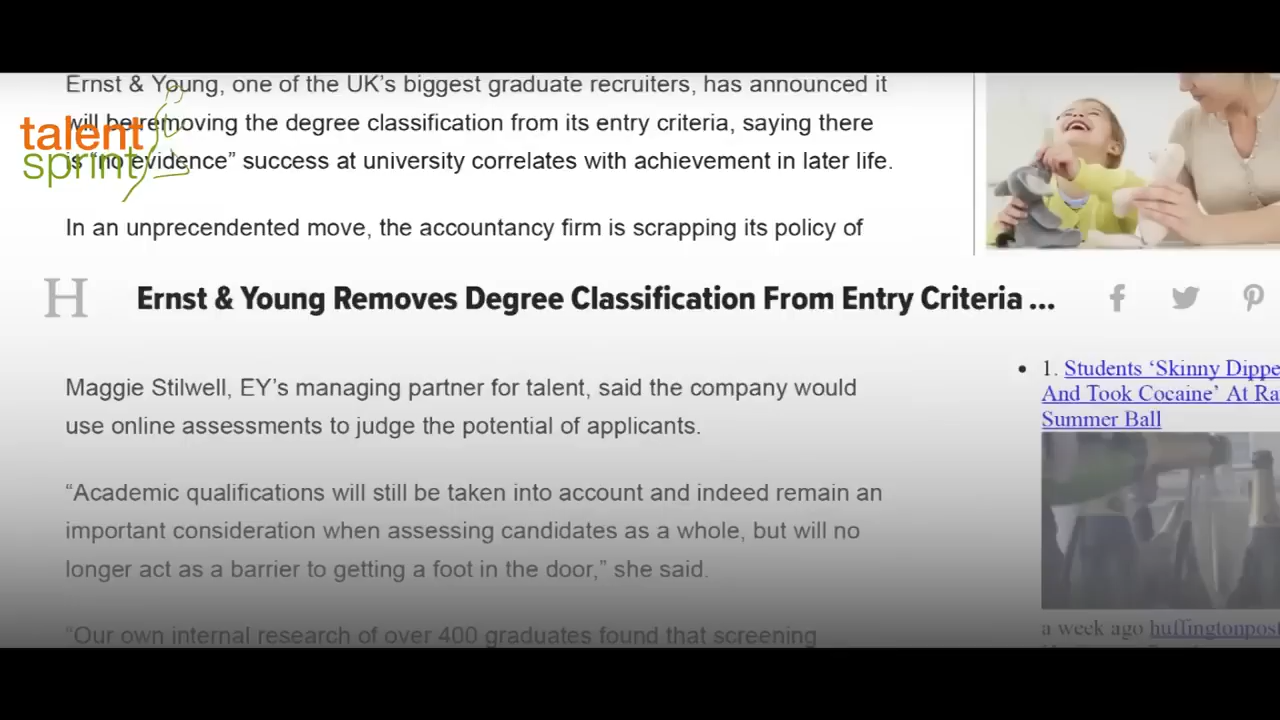 Ernst & Young, one of the UK’s biggest graduate recruiters, has announced it
will be removing the degree classification from its entry criteria, saying there
is “no evidence” success at university correlates with achievement in later life.
talent
sprint
In an unprecendented move, the accountancy firm is scrapping its policy of
H Ernst & Young Removes Degree Classification From Entry Criteria ...
Maggie Stilwell, EY’s managing partner for talent, said the company would
use online assessments to judge the potential of applicants.
“Academic qualifications will still be taken into account and indeed remain an
important consideration when assessing candidates as a whole, but will no
longer act as a barrier to getting a foot in the door,” she said.
“Our own internal research of over 400 graduates found that screening
1. Students ‘Skinny Dippe
And Took Cocaine’ At Ra
Summer Ball
a week ago huffingtonpost